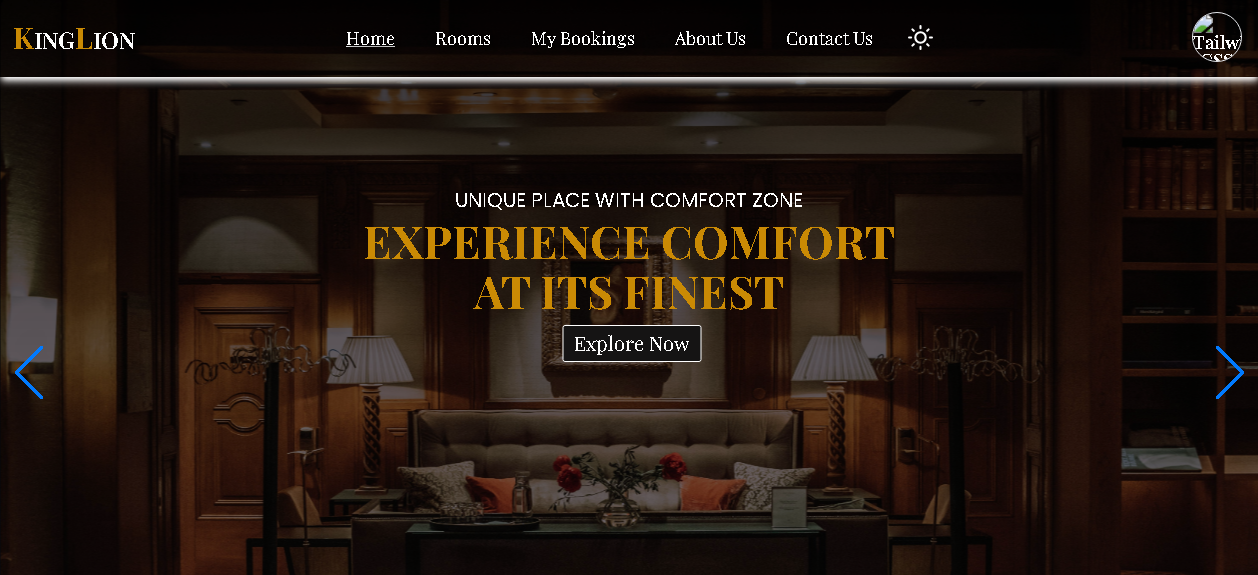 KINGLION
Home
Rooms
My Bookings
About Us
Contact Us
Tailw
CSS
UNIQUE PLACE WITH COMFORT ZONE
EXPERIENCE COMFORT
AT ITS FINEST
Explore Now